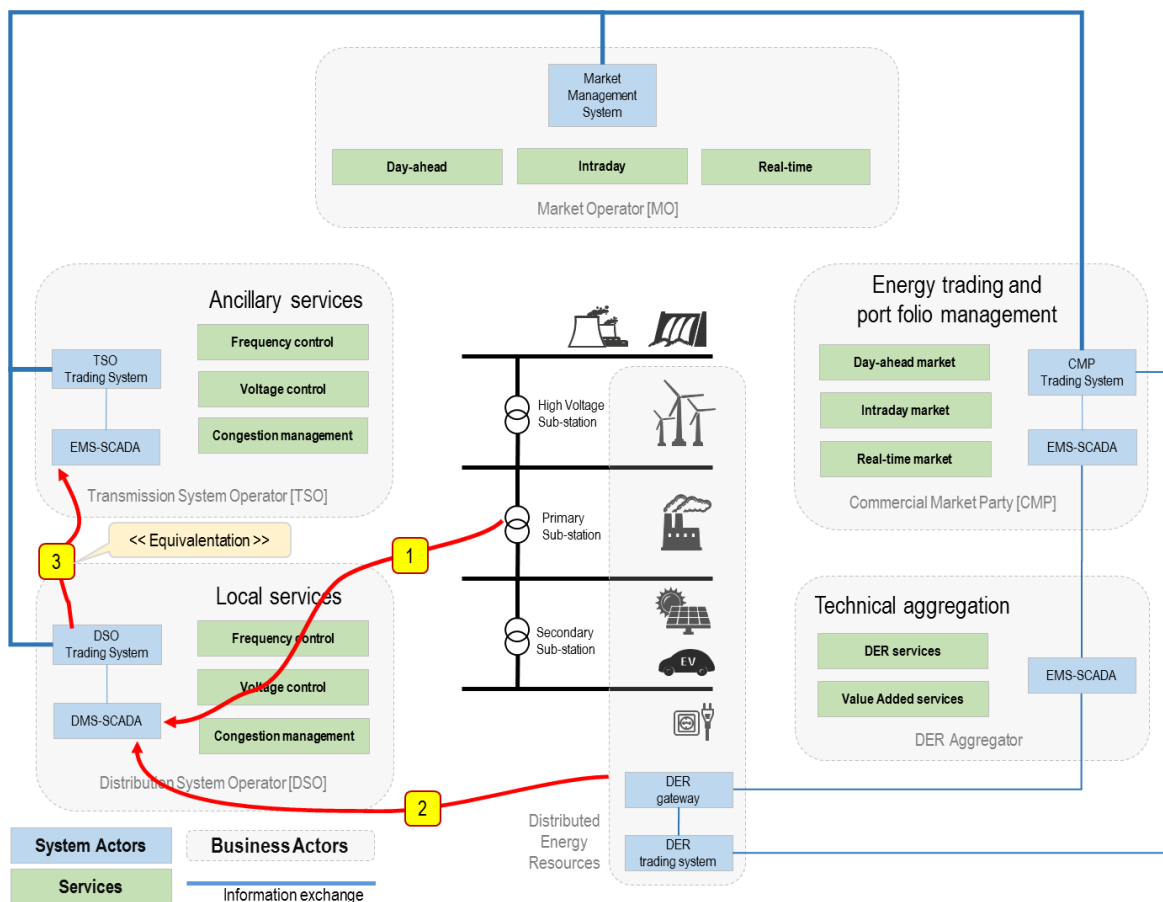 Market
Management
System
Day-ahead
Intraday
Real-time
Market Operator [MO]
Ancillary services
Frequency control
TSO
Trading System
Voltage control
Congestion management
EMS-SCADA
Transmission System Operator [TSO]
<< Equivalentation >>
3
1
Local services
Frequency control
DSO
Trading System
Voltage control
DMS-SCADA
Congestion management
Distribution System Operator [DSO]
2
High Voltage
Sub-station
Primary
Sub-station
Secondary
Sub-station
EV
DER
gateway
Distributed
Energy
Resources
DER
trading system
Energy trading and
port folio management
Day-ahead market
CMP
Trading System
Intraday market
EMS-SCADA
Real-time market
Commercial Market Party [CMP]
Technical aggregation
DER services
EMS-SCADA
Value Added services
DER Aggregator
System Actors
Business Actors
Services
Information exchange